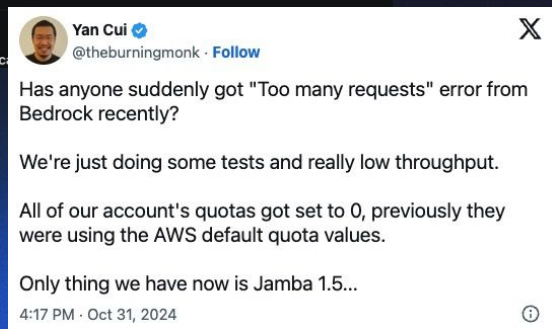 Yan Cui
@theburningmonk · Follow
Has anyone suddenly got "Too many requests" error from
Bedrock recently?
We're just doing some tests and really low throughput.
All of our account's quotas got set to 0, previously they
were using the AWS default quota values.
Only thing we have now is Jamba 1.5...
4:17 PM · Oct 31, 2024